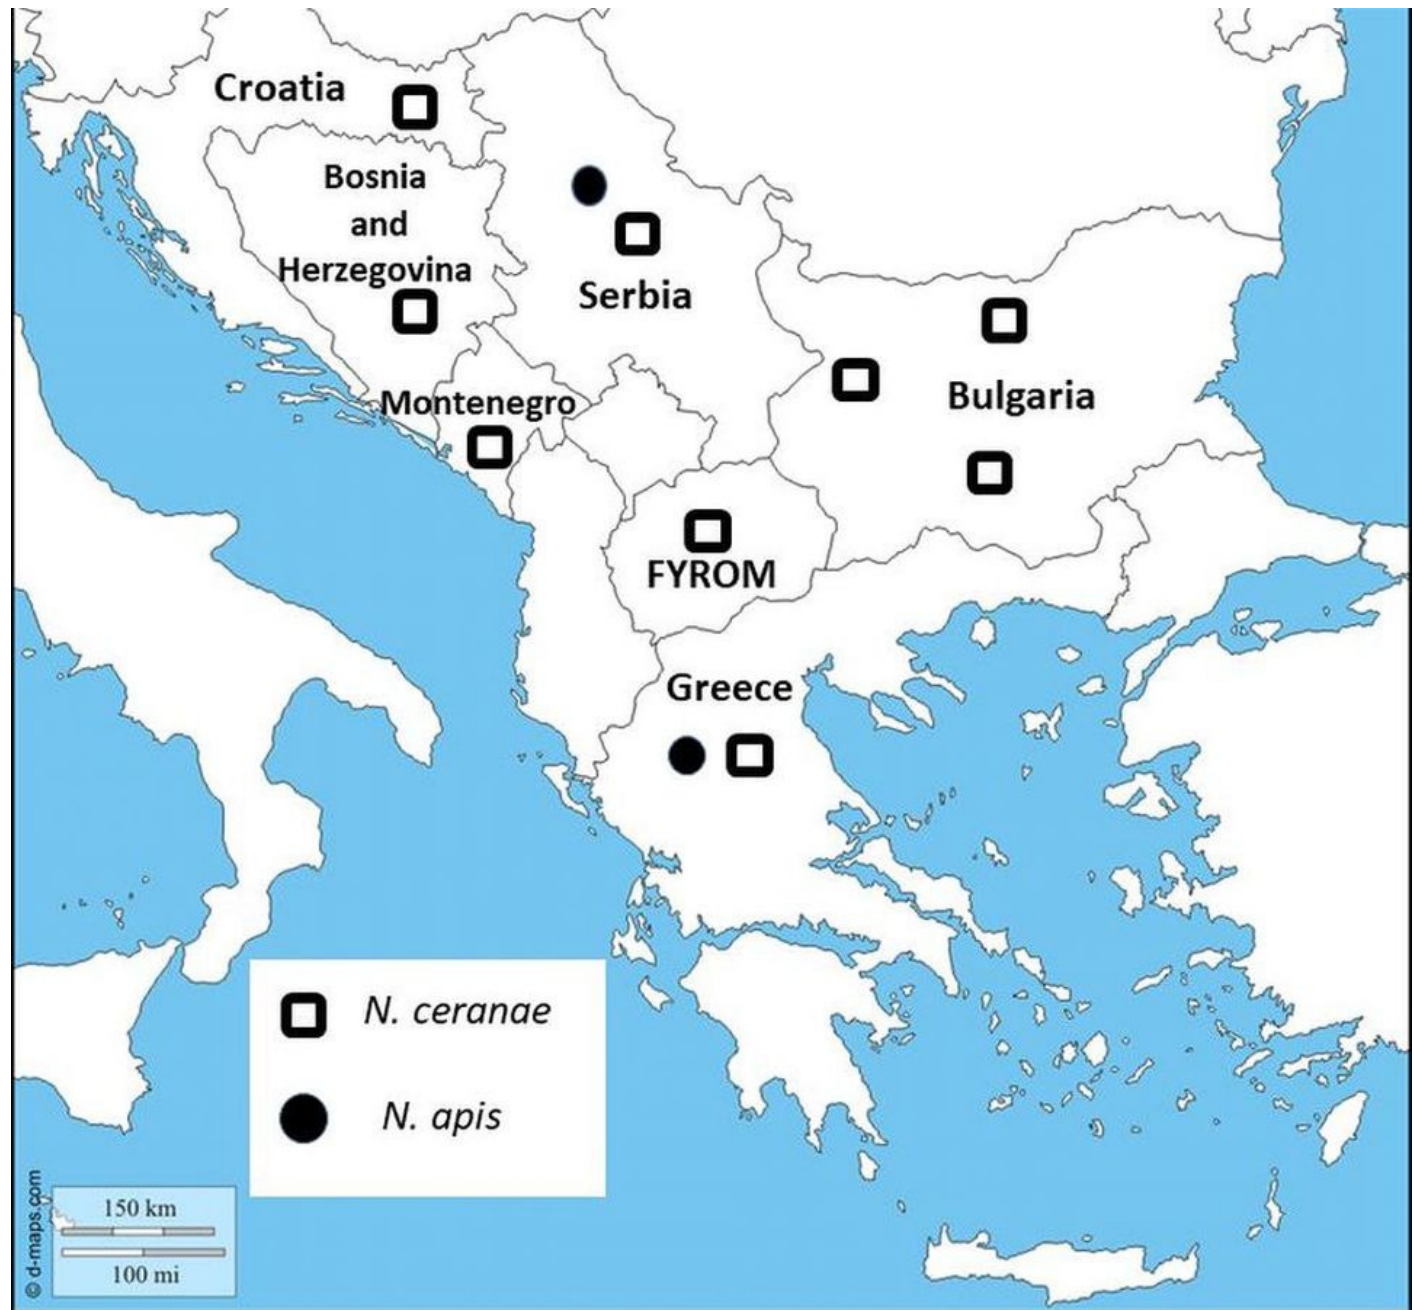 Croatia
Bosnia
and
Herzegovina
Serbia
Bulgaria
Montenegro
FYROM
Greece
N. ceranae
N. apis
150 km
100 mi
© d-maps.com